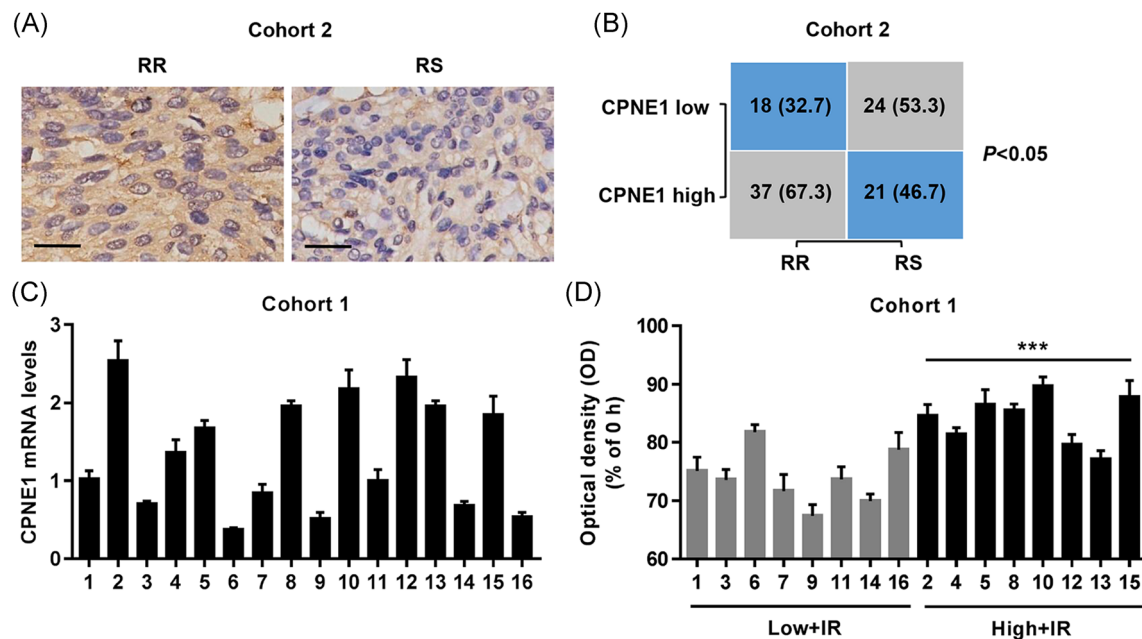 (A)
Cohort 2
RR
RS
(B)
Cohort 2
CPNE1 low
18 (32.7)
24 (53.3)
P<0.05
CPNE1 high
37 (67.3)
21 (46.7)
RR
RS
(C)
Cohort 1
CPNE1 mRNA levels
3
2
1
0
1 2 3 4 5 6 7 8 9 10 11 12 13 14 15 16
(D)
Cohort 1
Optical density (OD)
(% of 0 h)
100
90
80
70
60
***
1 3 6 7 9 11 14 16 2 4 5 8 10 12 13 15
Low+IR
High+IR